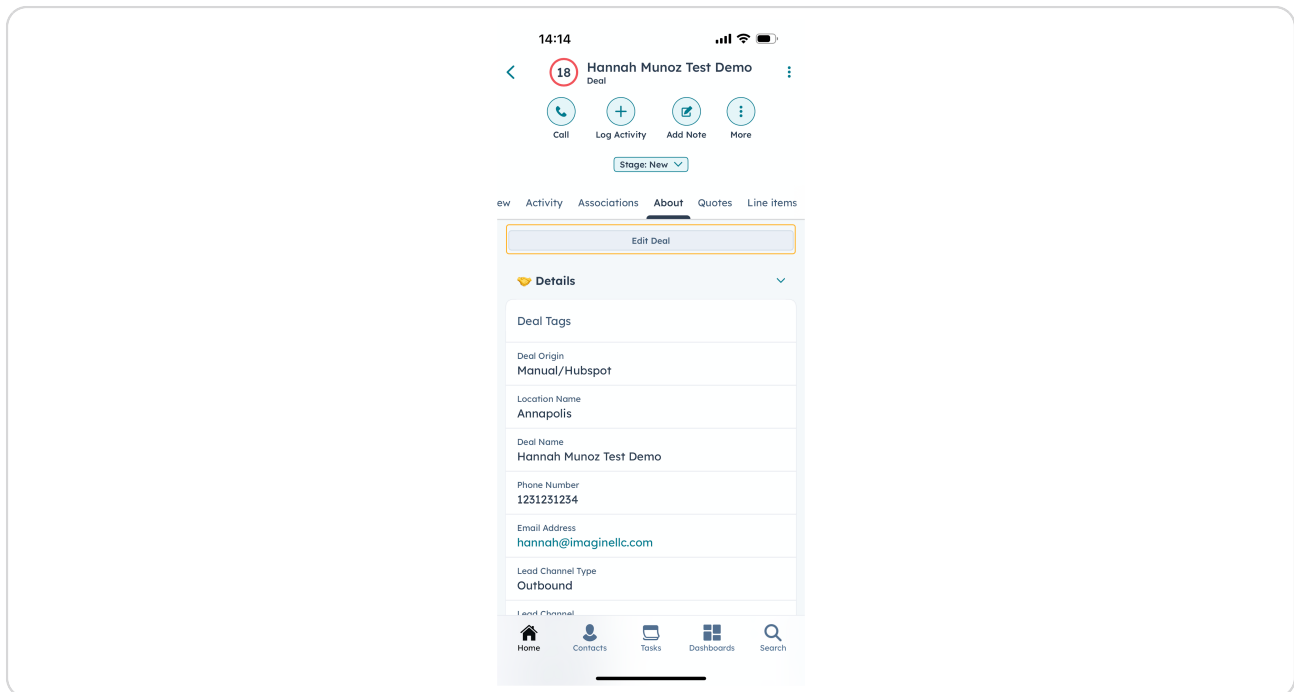 14:14
18
Hannah Munoz Test Demo
Deal
Call
Log Activity
Add Note
More
Stage: New
ew Activity Associations About Quotes Line items
Edit Deal
Details
Deal Tags
Deal Origin
Manual/Hubspot
Location Name
Annapolis
Deal Name
Hannah Munoz Test Demo
Phone Number
1231231234
Email Address
hannah@imaginellc.com
Lead Channel Type
Outbound
Lead Channel
Home
Contacts
Tasks
Dashboards
Search